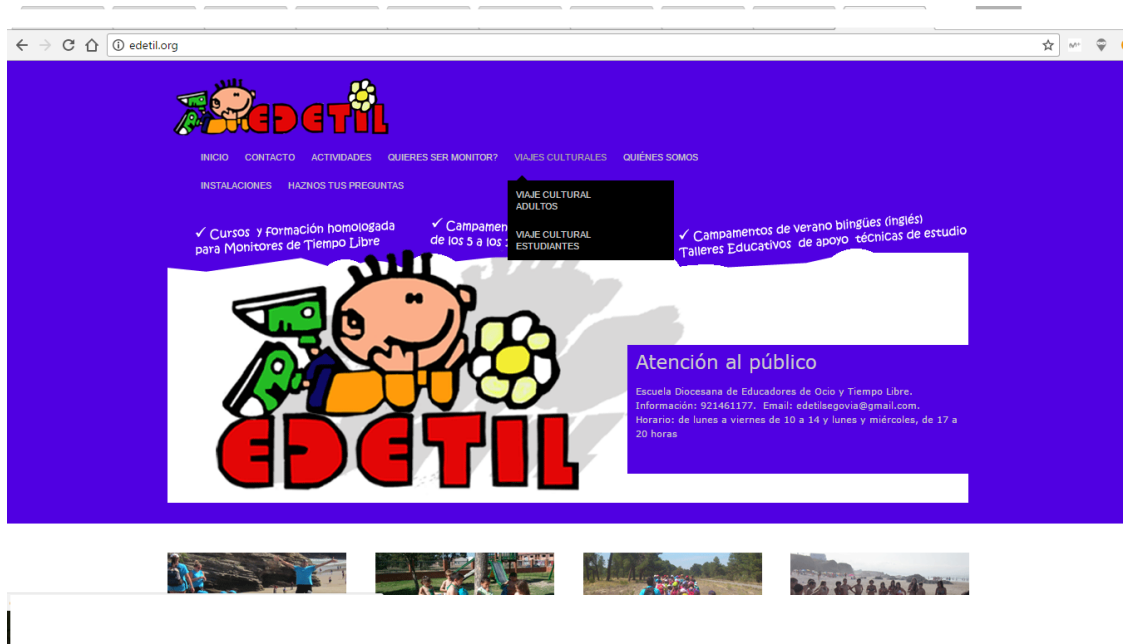 edetil.org
EDETIL
INICIO CONTACTO ACTIVIDADES QUIERES SER MONITOR? VIAJES CULTURALES QUIÉNES SOMOS
INSTALACIONES HAZNOS TUS PREGUNTAS
VIAJE CULTURAL
ADULTOS
VIAJE CULTURAL
ESTUDIANTES
✓ Cursos y formación homologada
para Monitores de Tiempo Libre
✓ Campamen
de los 5 a los
✓ Campamentos de verano blingües (inglés)
Talleres Educativos de apoyo técnicas de estudio
EDETIL
Atención al público
Escuela Diocesana de Educadores de Ocio y Tiempo Libre.
Información: 921461177. Email: edetilsegovia@gmail.com.
Horario: de lunes a viernes de 10 a 14 y lunes y miércoles, de 17 a
20 horas